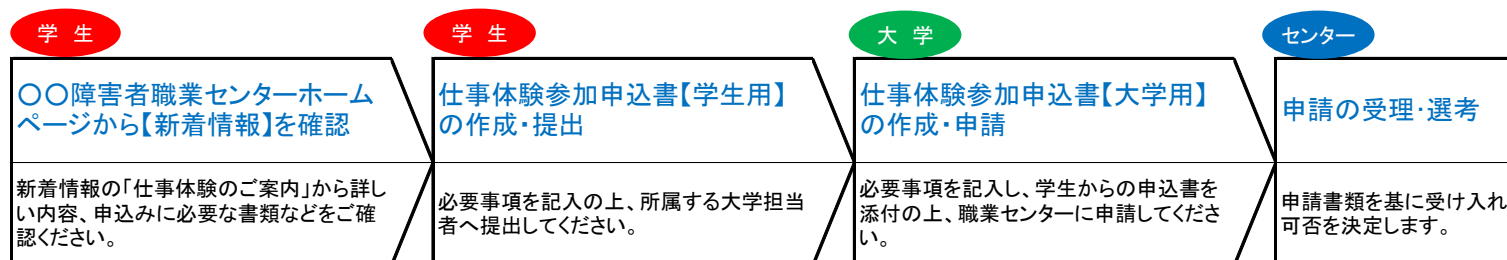 学 生
〇〇障害者職業センターホーム
ページから【新着情報】を確認
新着情報の「仕事体験のご案内」から詳し
い内容、申込みに必要な書類などをご確
認ください。
学 生
仕事体験参加申込書【学生用】
の作成・提出
必要事項を記入の上、所属する大学担当
者へ提出してください。
大 学
仕事体験参加申込書【大学用】
の作成・申請
必要事項を記入し、学生からの申込書を
添付の上、職業センターに申請してくださ
い。
センター
申請の受理・選考
申請書類を基に受け入れ
可否を決定します。